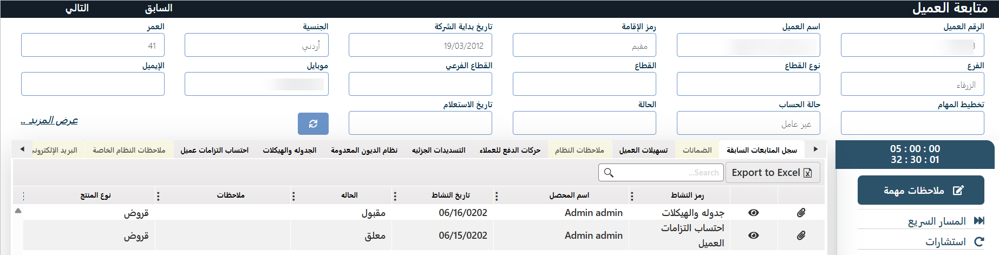 متابعة العميل
السابق
التالي
الرقم العميل
اسم العميل
رمز الإقامة
تاريخ بداية الشركة
الجنسية
العمر
مقيم
19/03/2012
أردني
41
الفرع
نوع القطاع
القطاع
القطاع الفرعي
موبايل
الإيميل
الزرقاء
تخطيط المهام
حالة الحساب
الحالة
تاريخ الاستعلام
غير عامل
عرض المزيد ..
سجل المتابعات السابقة
الضمانات
تسهيلات العميل
ملاحظات النظام
حركات الدفع للعملاء
التسديدات الجزئيه
نظام الديون المعدومة
الجدوله والهيكلات
احتساب التزامات عميل
ملاحظات النظام الخاصة
البريد الإلكتروني
05 : 00 : 00
32 : 30 : 01
Export to Excel
Search...
ملاحظات مهمة
المسار السريع
استشارات
رمز النشاط
اسم المحصل
تاريخ النشاط
الحاله
ملاحظات
نوع المنتج
جدوله والهيكلات
Admin admin
06/16/0202
مقبول
قروض
احتساب التزامات
العميل
Admin admin
06/15/0202
معلق
قروض